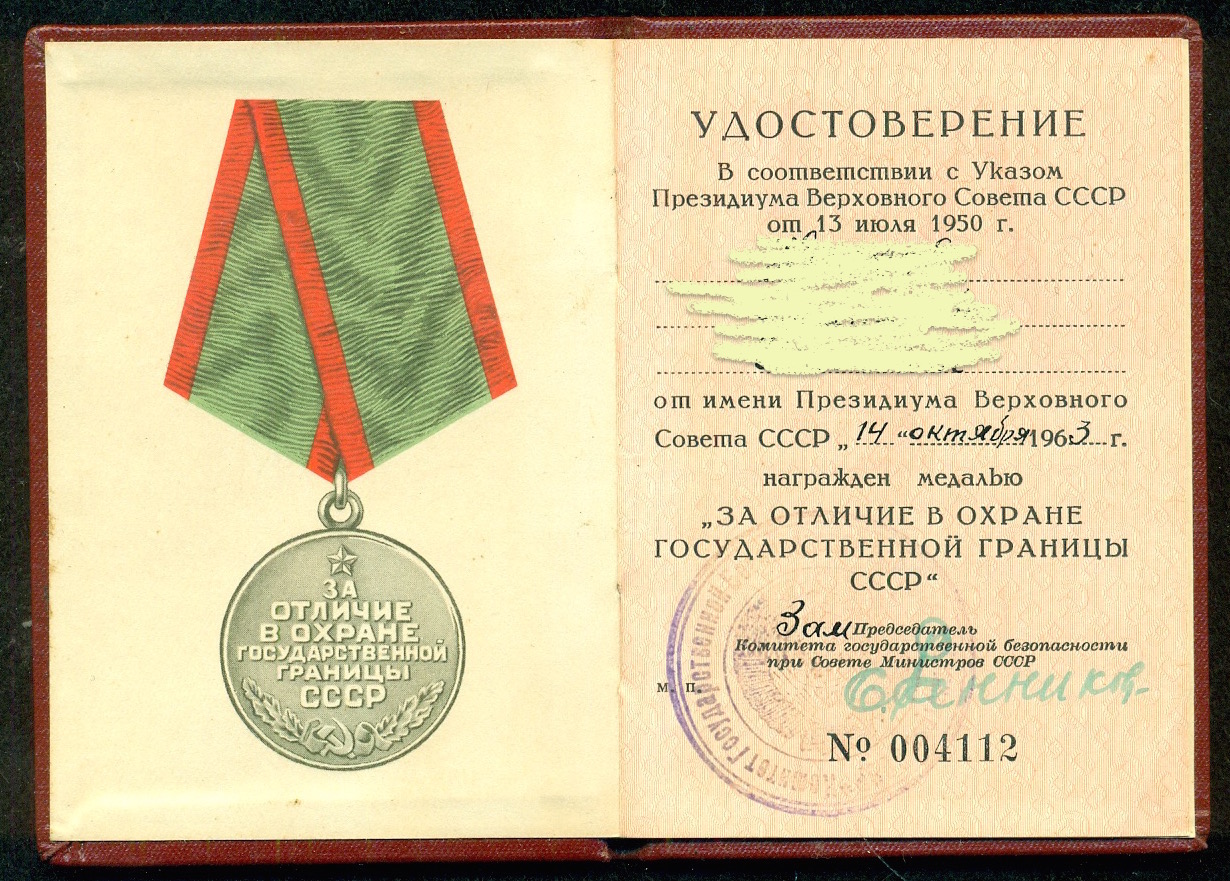 ЗА
ОТЛИЧИЕ
В ОХРАНЕ
ГОСУДАРСТВЕННОЙ
ГРАНИЦЫ
СССР
УДОСТОВЕРЕНИЕ
В соответствии с Указом
Президиума Верховного Совета СССР
от 13 июля 1950 г.
от имени Президиума Верховного
Совета СССР „14“ октября 1963 г.
награжден медалью
„ЗА ОТЛИЧИЕ В ОХРАНЕ
ГОСУДАРСТВЕННОЙ ГРАНИЦЫ
СССР“
Зам Председатель
Комитета государственной безопасности
при Совете Министров СССР
м. п.
№ 004112
Комитет Государственной